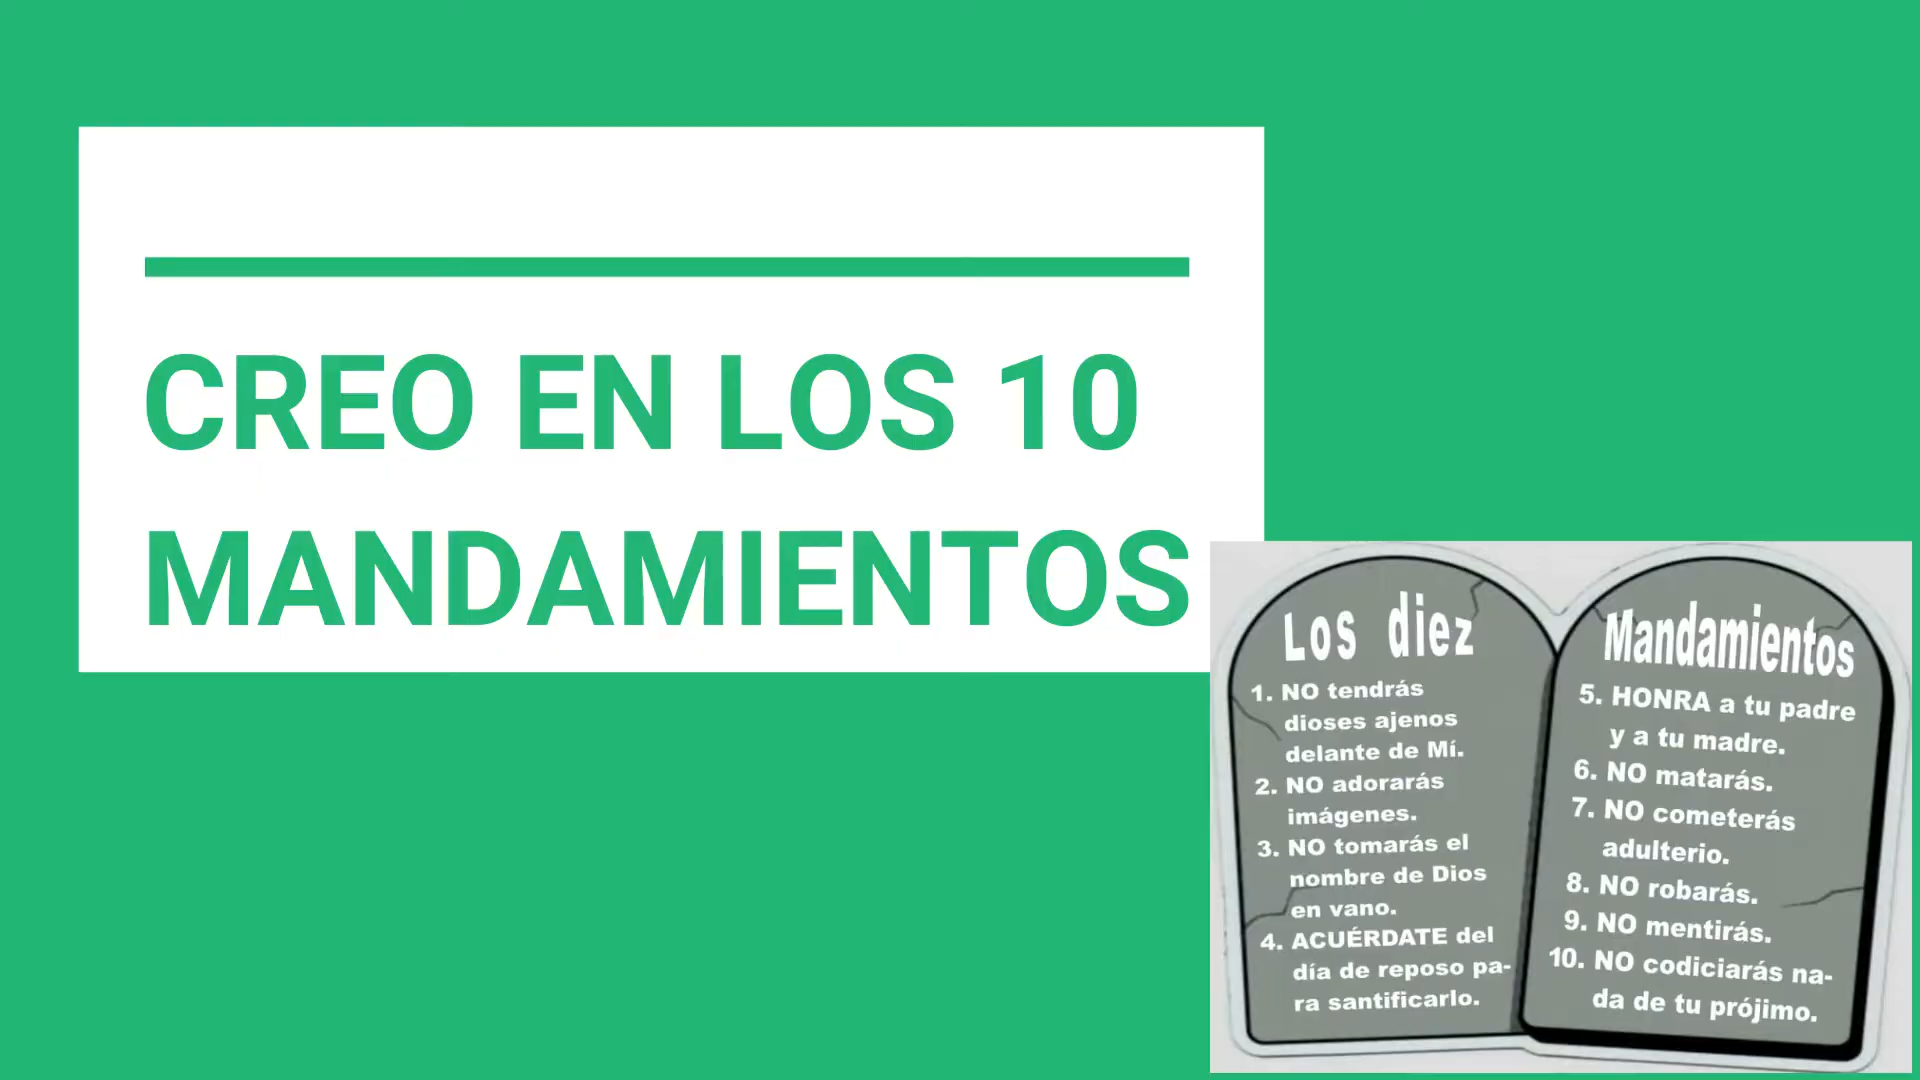 CREO EN LOS 10
MANDAMIENTOS
Los diez
1. NO tendrás
dioses ajenos
delante de Mí.
2. NO adorarás
imágenes.
3. NO tomarás el
nombre de Dios
en vano.
4. ACUÉRDATE del
día de reposo pa-
ra santificarlo.
Mandamientos
5. HONRA a tu padre
y a tu madre.
6. NO matarás.
7. NO cometerás
adulterio.
8. NO robarás.
9. NO mentirás.
10. NO codiciarás na-
da de tu prójimo.